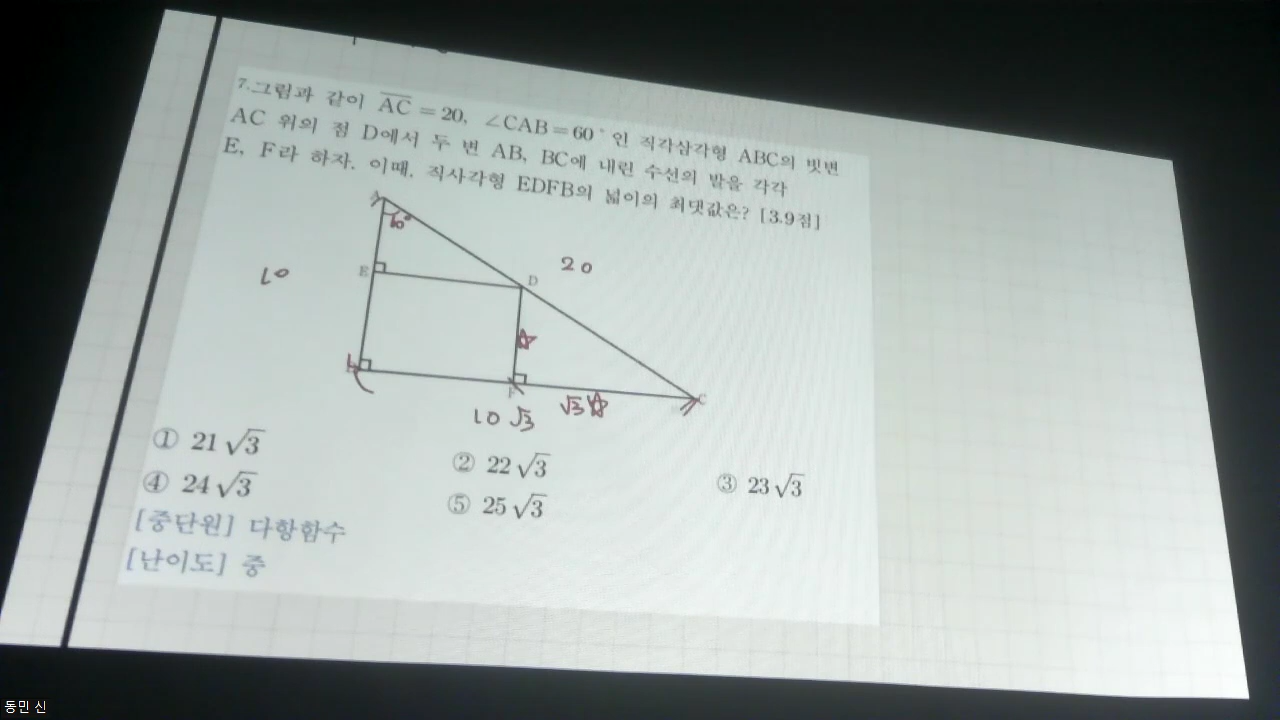 7.그림과 같이 AC = 20, ∠CAB=60°인 직각삼각형 ABC의 빗변
AC 위의 점 D에서 두 변 AB, BC에 내린 수선의 발을 각각
E, F라 하자. 이때, 직사각형 EDFB의 넓이의 최댓값은? [3.9점]
A
60°
20
E
D
10
F
C
√3☆
10√3
① 21√3
② 22√3
③ 23√3
④ 24√3
⑤ 25√3
[중단원] 다항함수
[난이도] 중
동민 신